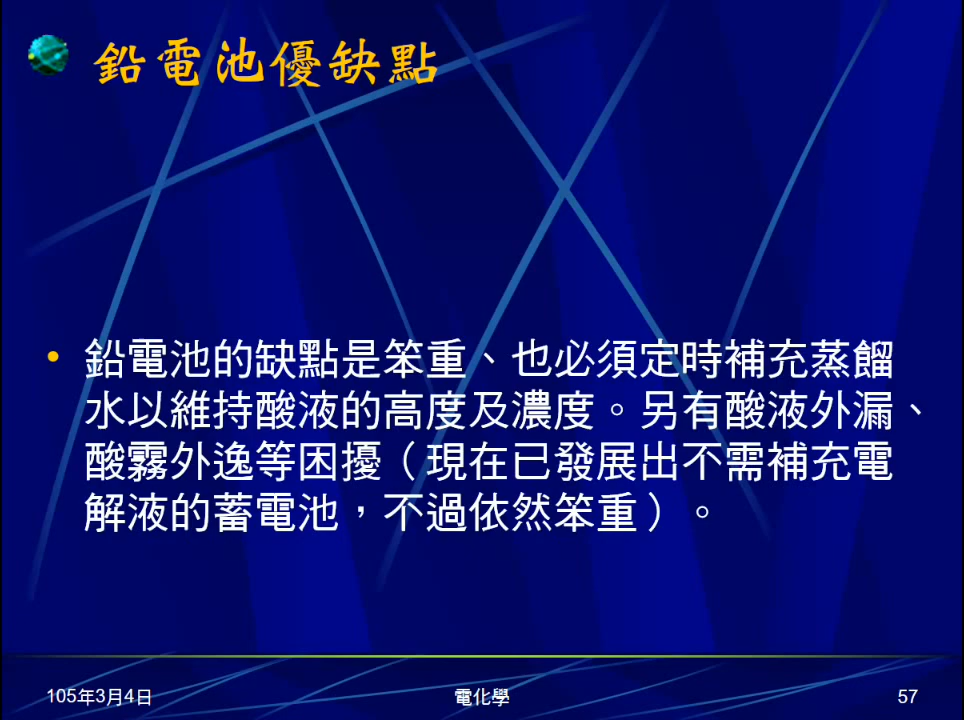 鉛電池優缺點
• 鉛電池的缺點是笨重、也必須定時補充蒸餾
水以維持酸液的高度及濃度。另有酸液外漏、
酸霧外逸等困擾（現在已發展出不需補充電
解液的蓄電池，不過依然笨重）。
105年3月4日
電化學
57